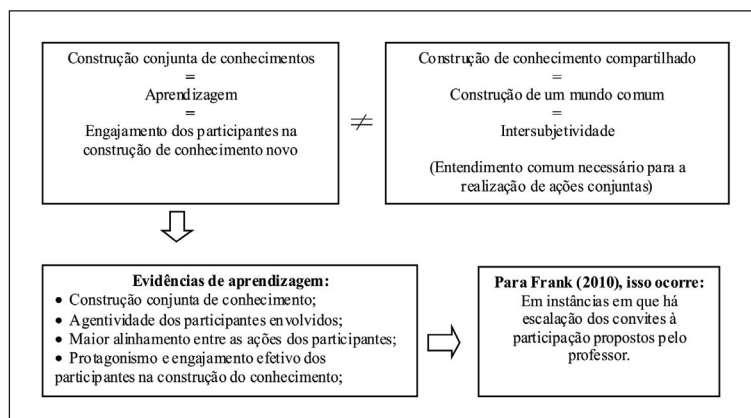 Construção conjunta de conhecimentos
=
Aprendizagem
=
Engajamento dos participantes na
construção de conhecimento novo
≠
Construção de conhecimento compartilhado
=
Construção de um mundo comum
=
Intersubjetividade
(Entendimento comum necessário para a
realização de ações conjuntas)
Evidências de aprendizagem:
• Construção conjunta de conhecimento;
• Agentividade dos participantes envolvidos;
• Maior alinhamento entre as ações dos participantes;
• Protagonismo e engajamento efetivo dos
participantes na construção do conhecimento;
Para Frank (2010), isso ocorre:
Em instâncias em que há
escalação dos convites à
participação propostos pelo
professor.